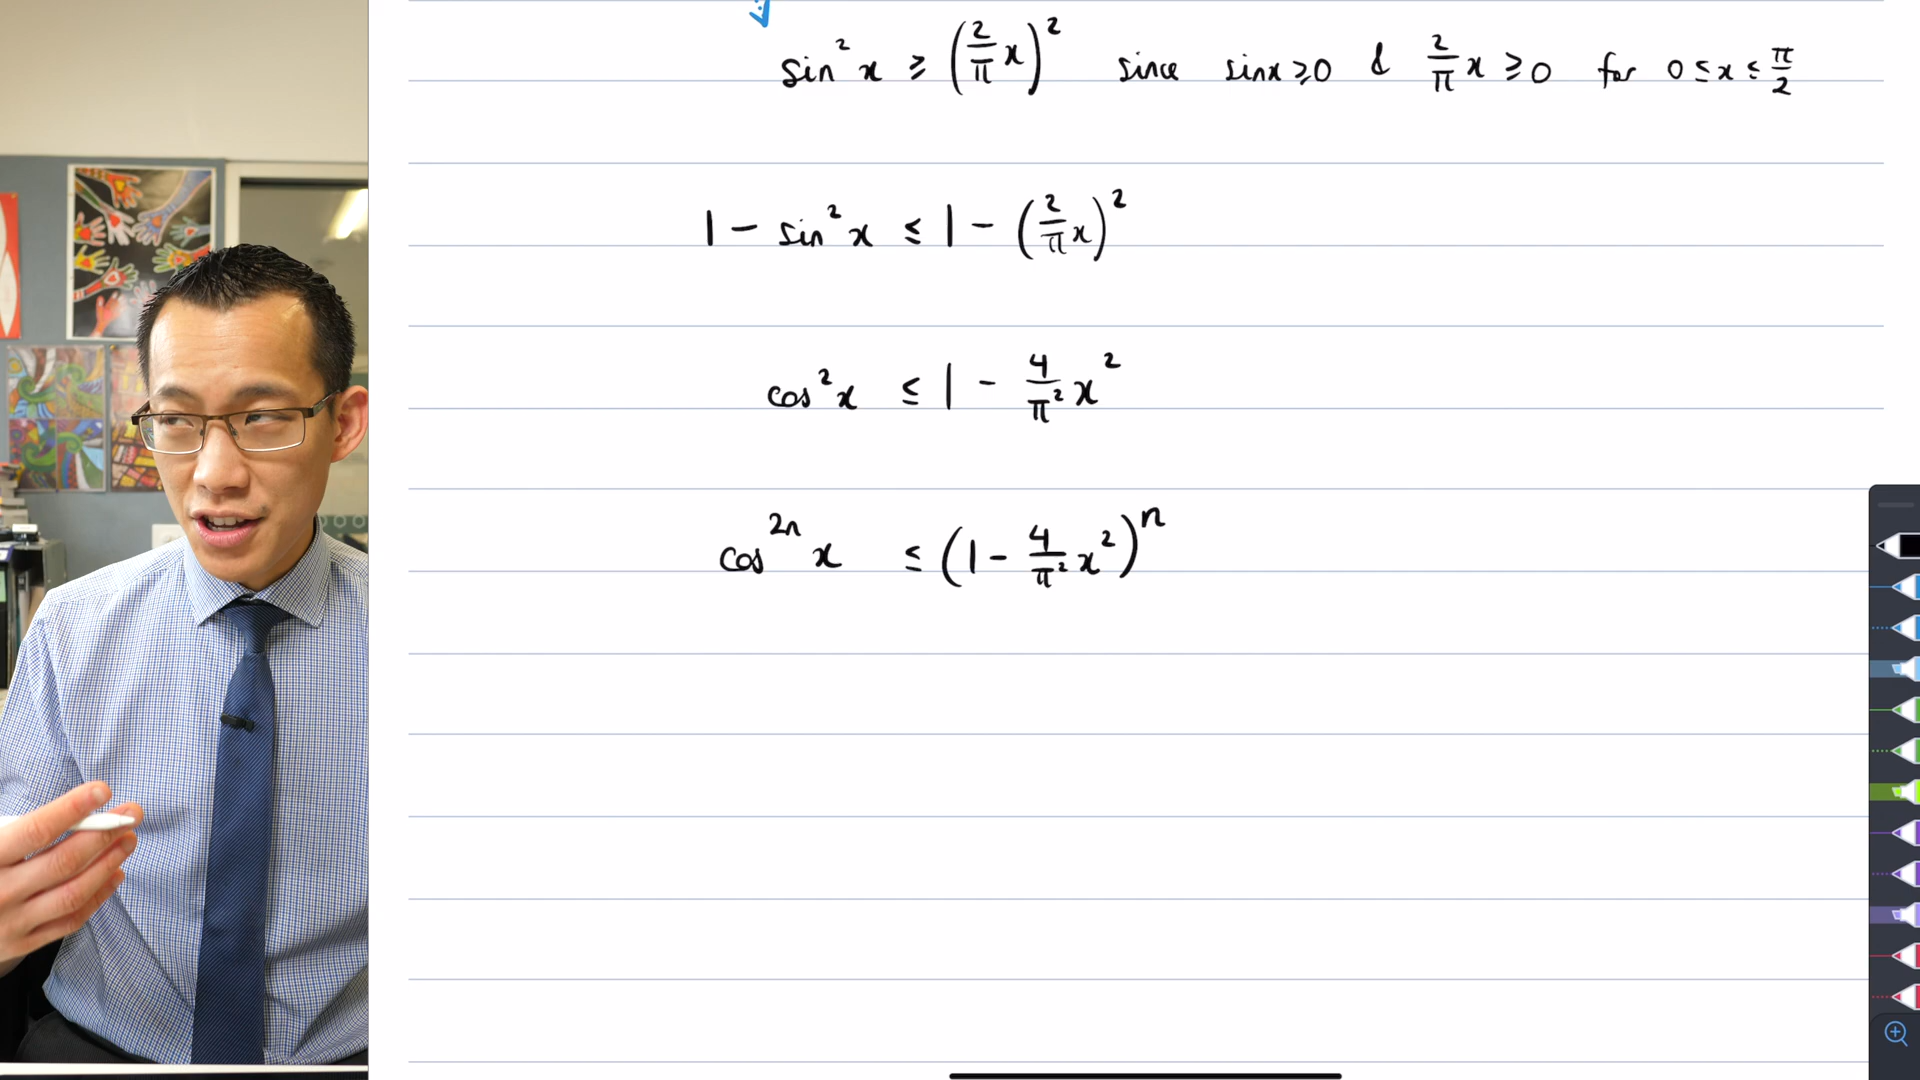 sin²x ≥ (2/π x)² since sinx ≥ 0 & 2/π x ≥ 0 for 0 ≤ x ≤ π/2
1 - sin²x ≤ 1 - (2/π x)²
cos²x ≤ 1 - 4/π² x²
cos²ⁿ x ≤ (1 - 4/π² x²)ⁿ